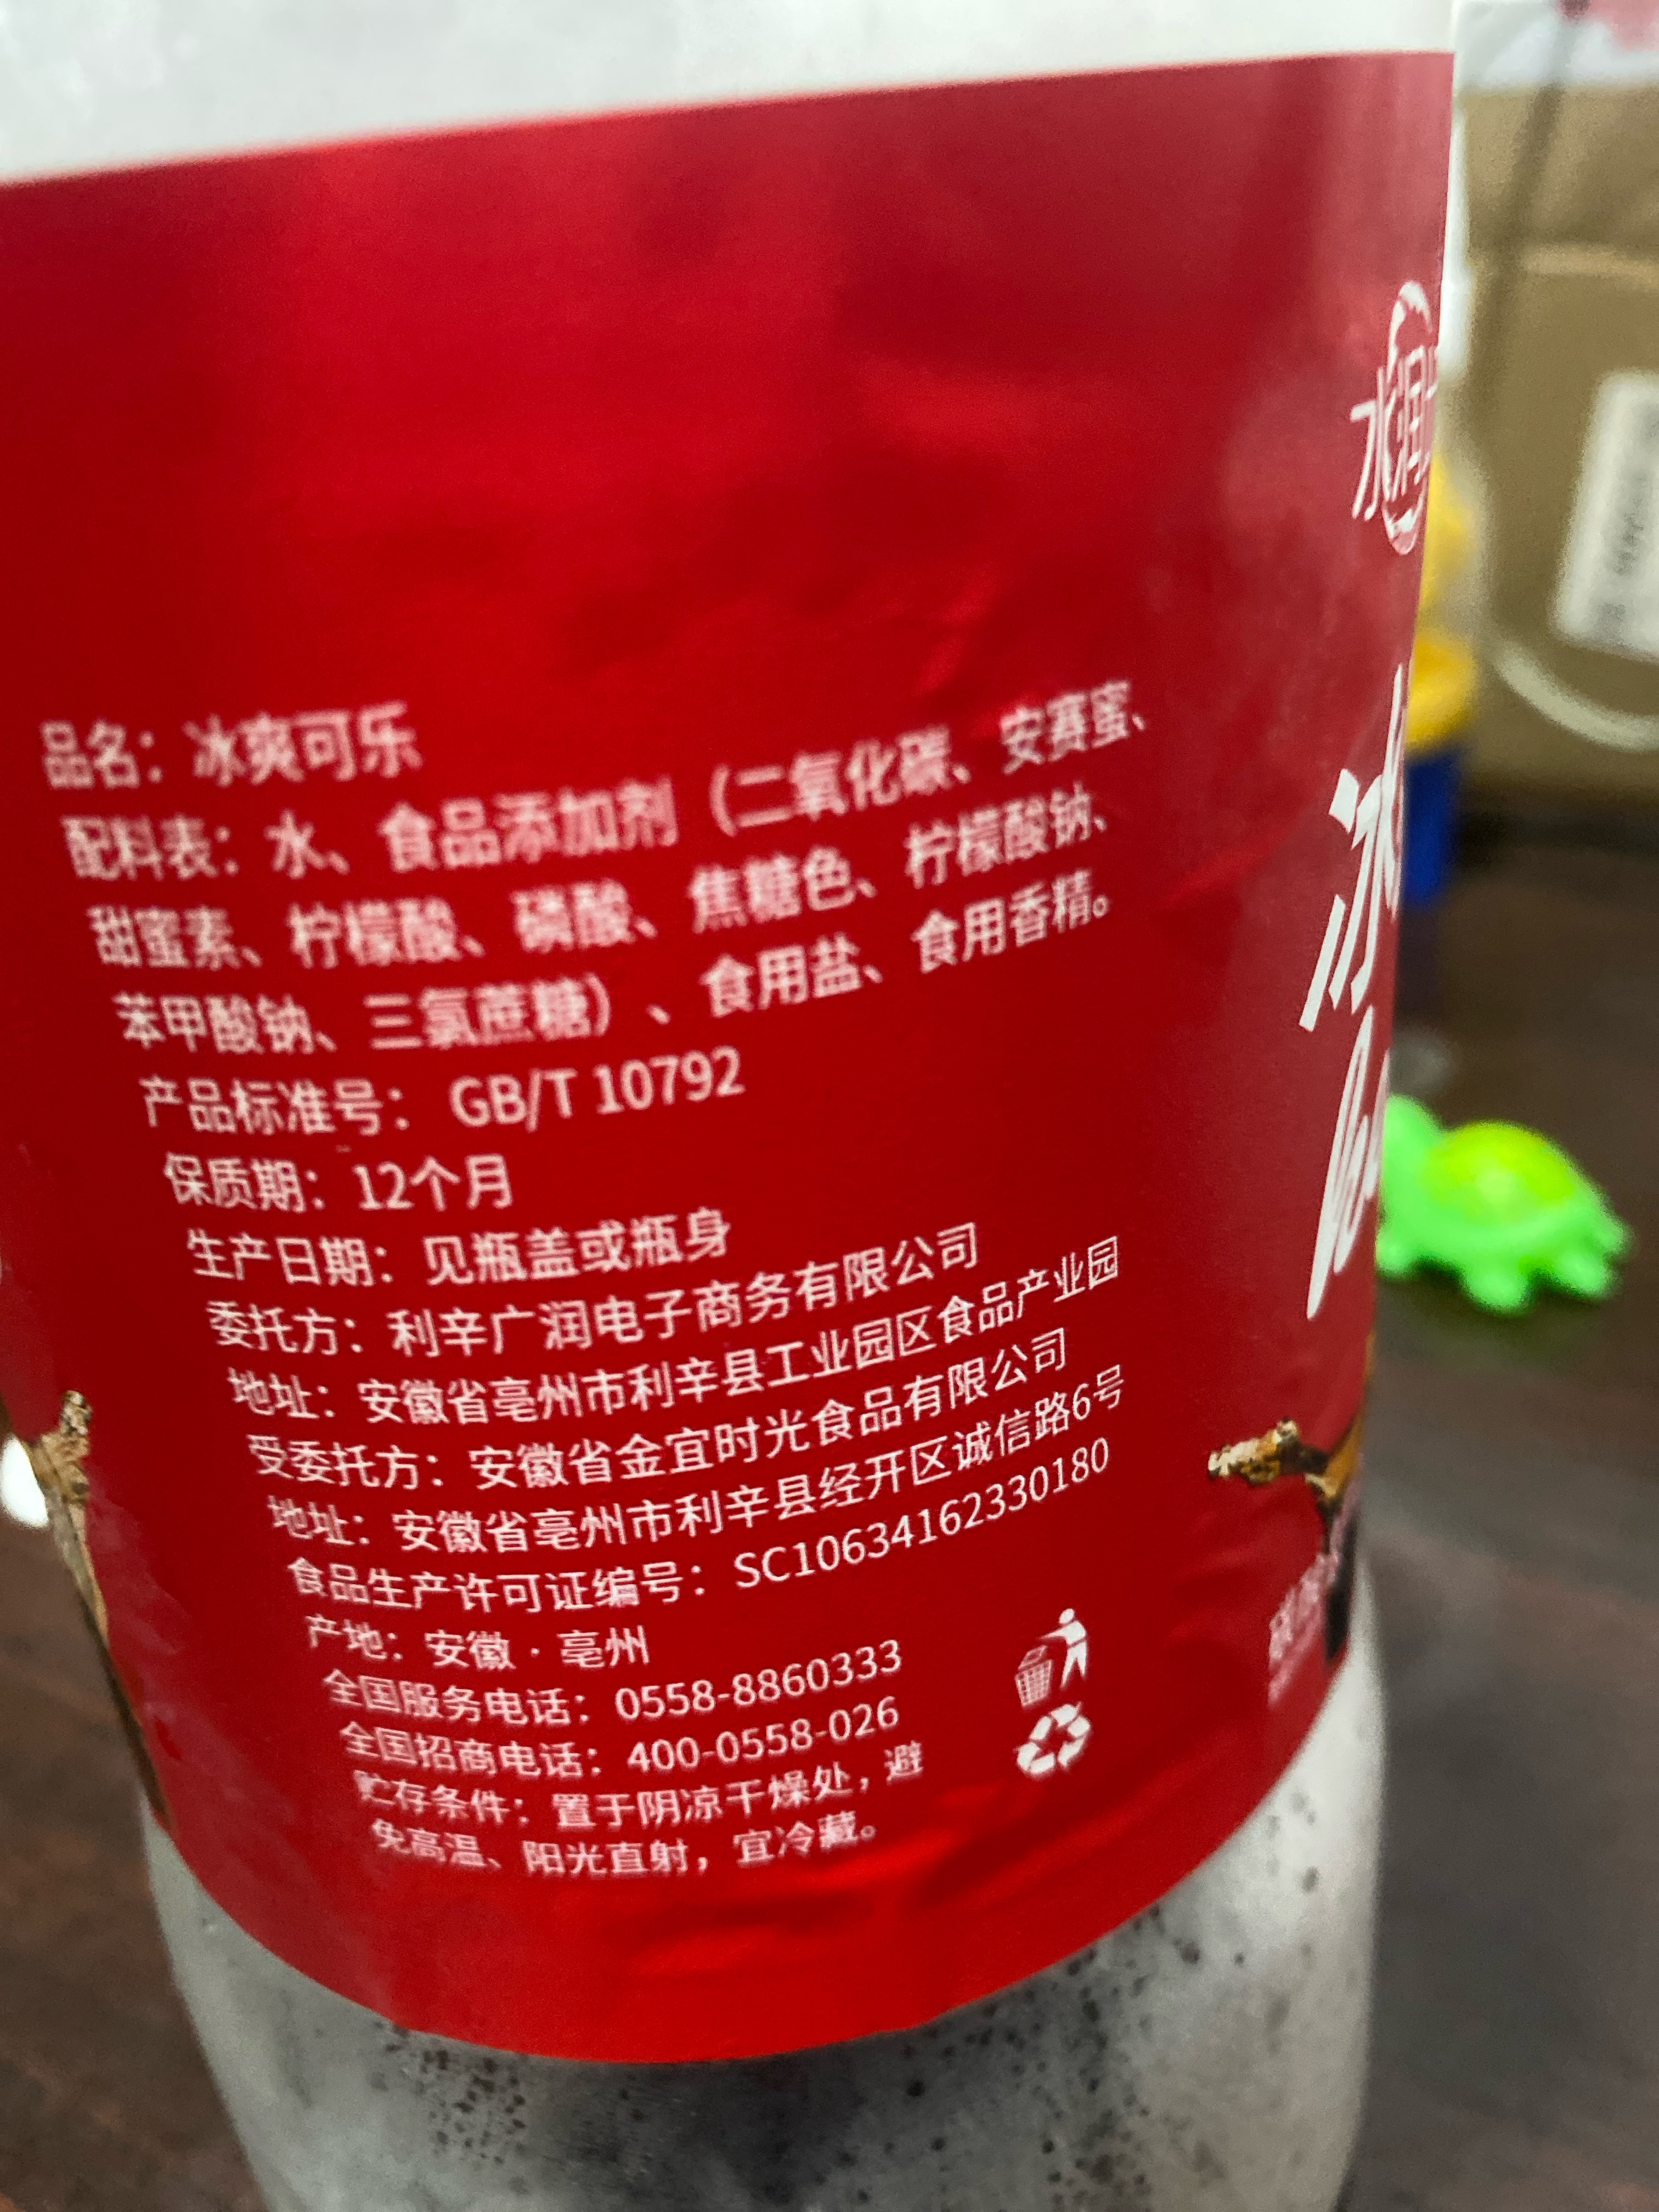 品名：冰爽可乐
配料表：水、食品添加剂（二氧化碳、安赛蜜、
甜蜜素、柠檬酸、磷酸、焦糖色、柠檬酸钠、
苯甲酸钠、三氯蔗糖）、食用盐、食用香精。
产品标准号：GB/T 10792
保质期：12个月
生产日期：见瓶盖或瓶身
委托方：利辛广润电子商务有限公司
地址：安徽省亳州市利辛县工业园区食品产业园
受委托方：安徽省金宜时光食品有限公司
地址：安徽省亳州市利辛县经开区诚信路6号
食品生产许可证编号：SC10634162330180
产地：安徽·亳州
全国服务电话：0558-8860333
全国招商电话：400-0558-026
贮存条件：置于阴凉干燥处，避
免高温、阳光直射，宜冷藏。
水润
冰